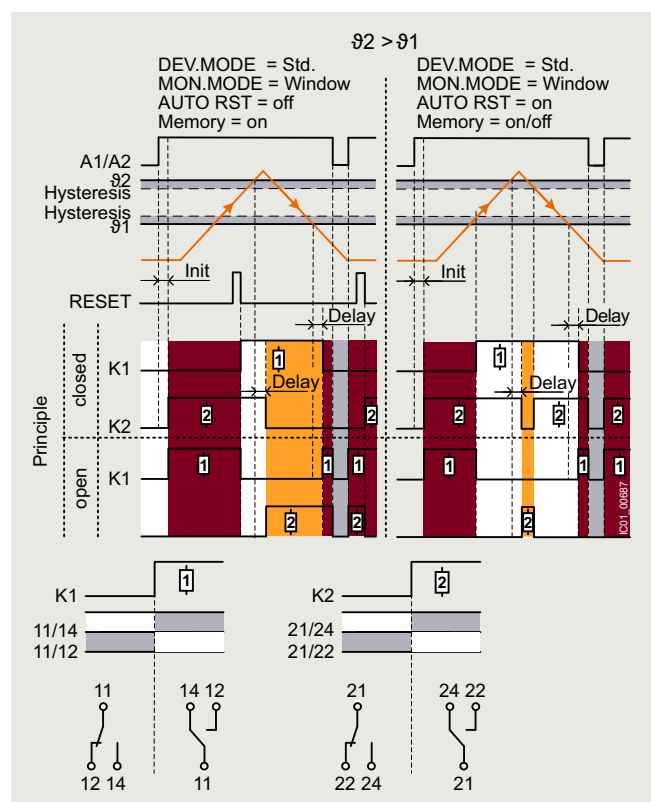 ϑ2 > ϑ1
DEV.MODE = Std.
MON.MODE = Window
AUTO RST = off
Memory = on
DEV.MODE = Std.
MON.MODE = Window
AUTO RST = on
Memory = on/off
A1/A2
ϑ2
Hysteresis
Hysteresis
ϑ1
Init
Init
RESET
Delay
Delay
Principle
closed
K1
1
1
Delay
Delay
K2
2
2
2
2
2
open
K1
1
1
1
1
1
1
2
2
2
IC01_00687
K1
1
11/14
11/12
K2
2
21/24
21/22
11
14 12
21
24 22
12 14
11
22 24
21